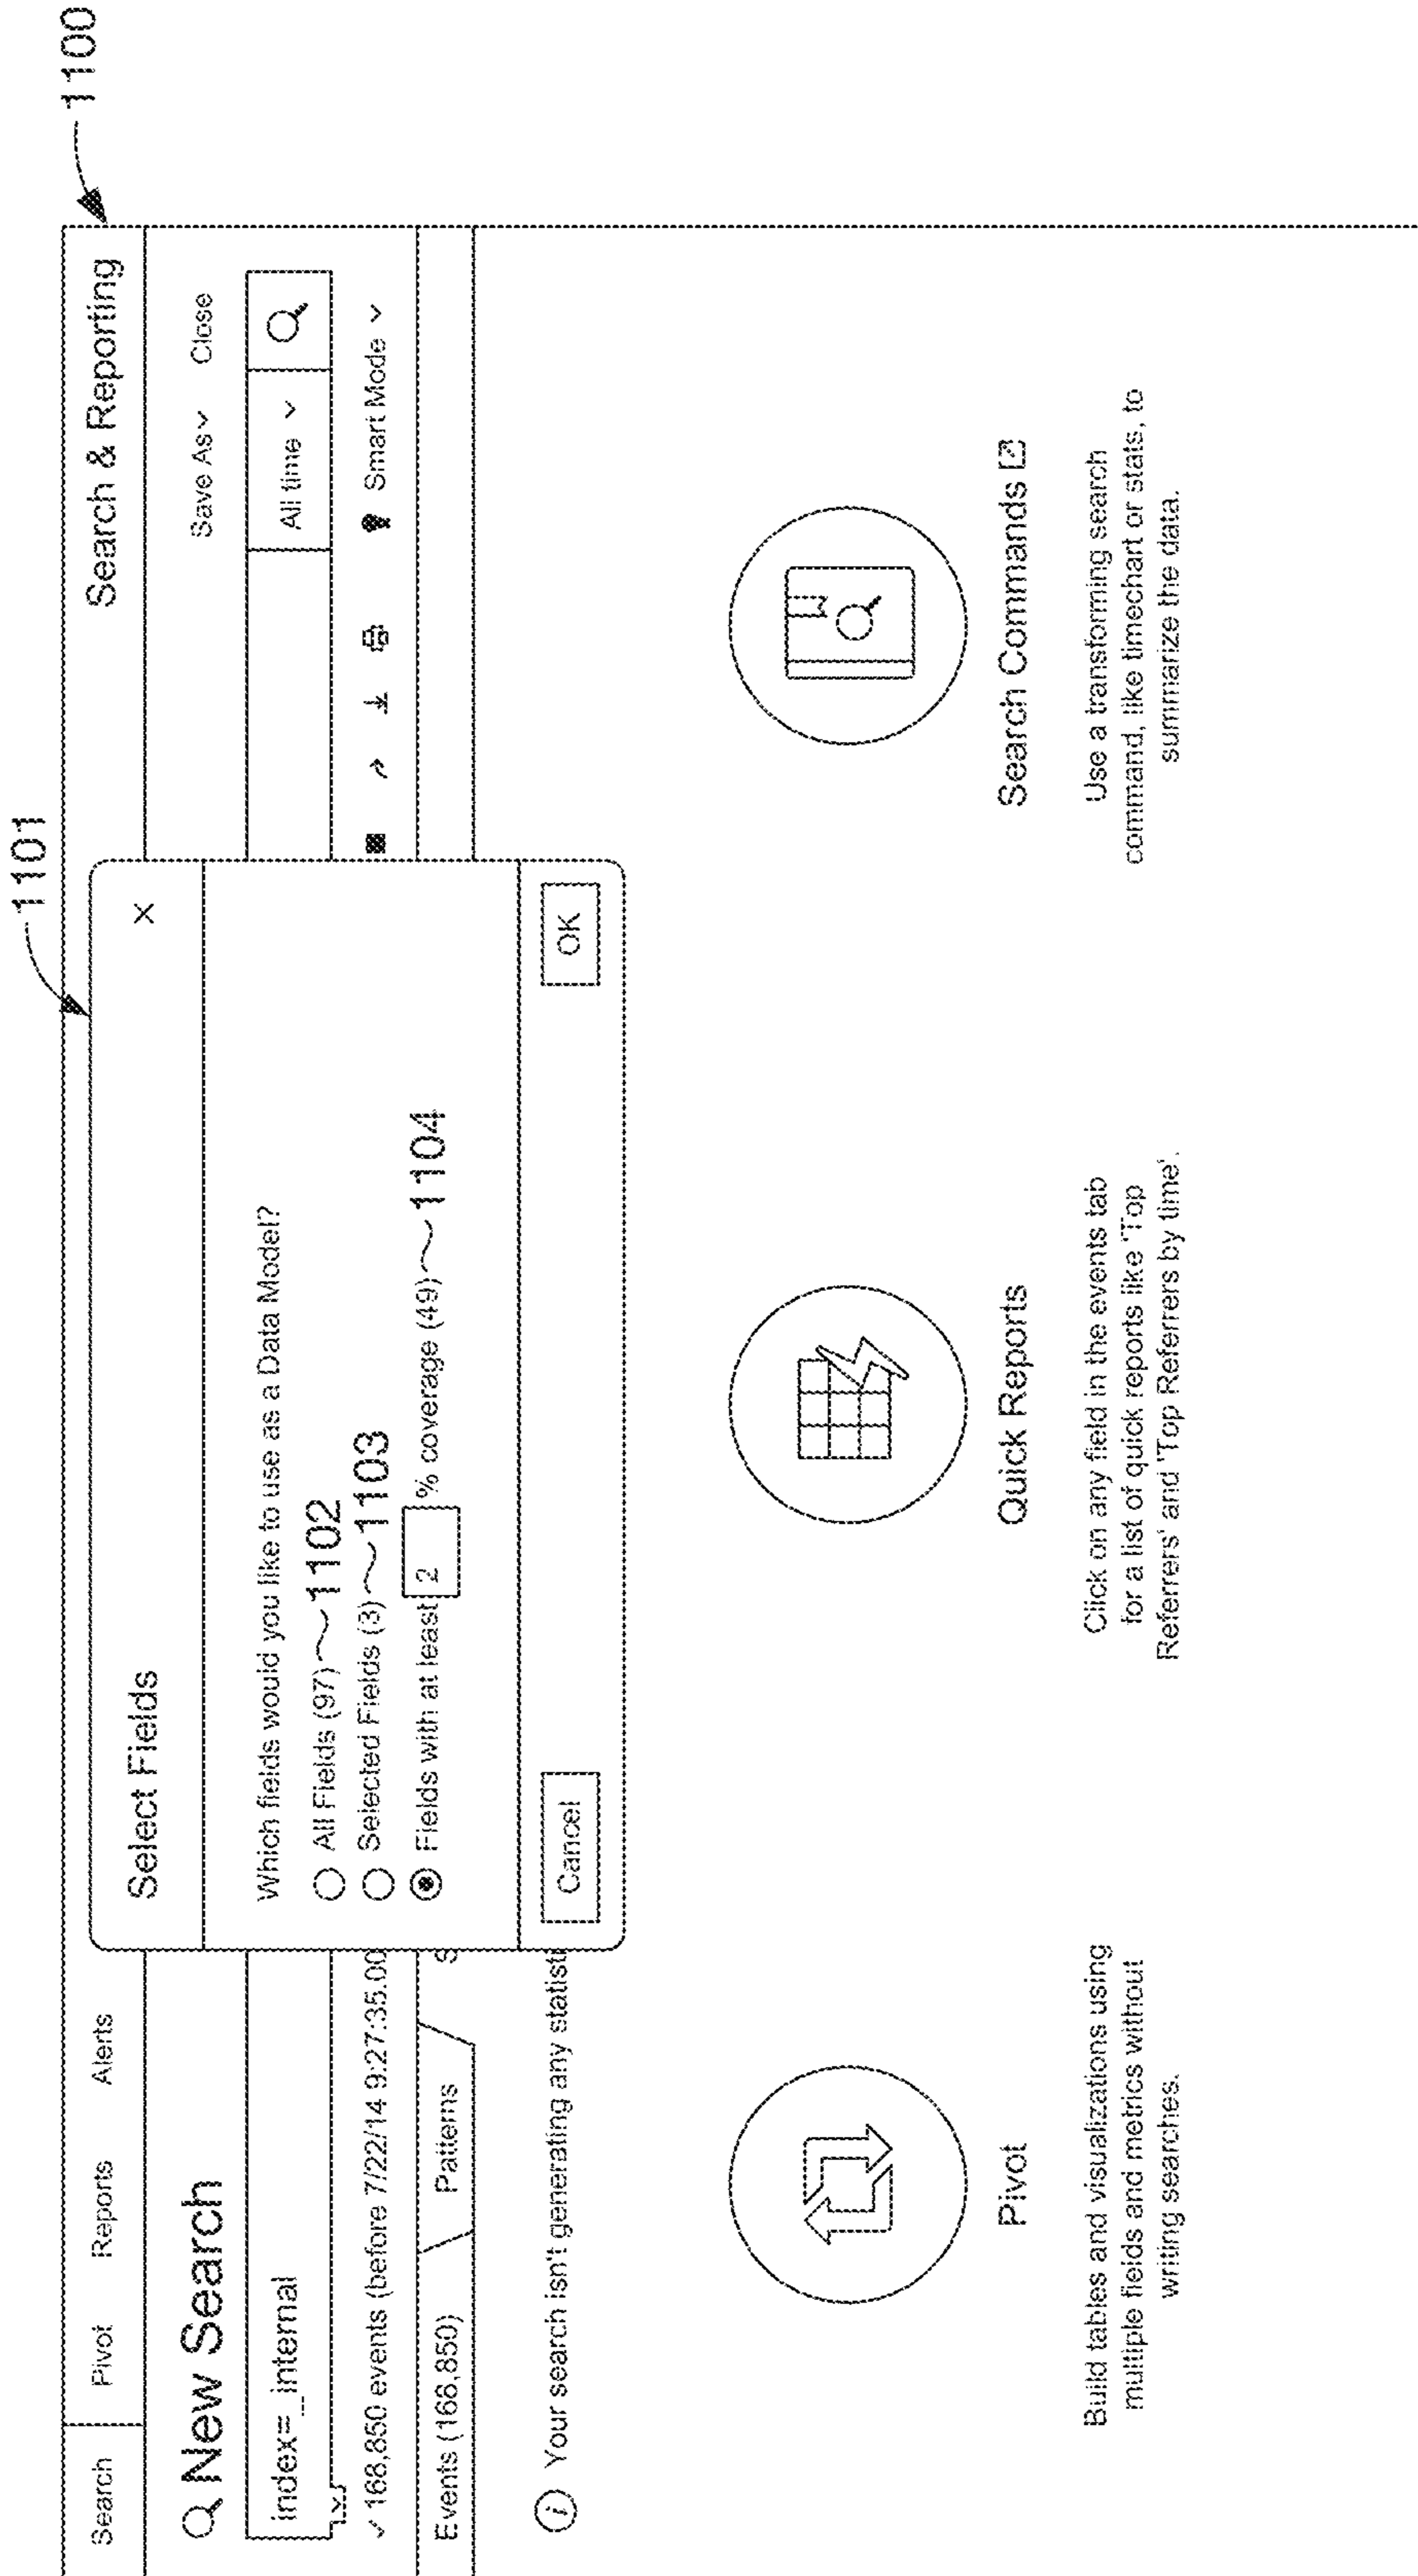 1100
1101
Search Pivot Reports Alerts Search & Reporting
New Search
Save As Close
index=_internal
All time
168,850 events (before 7/22/14 9:27:35.00
Smart Mode
Events (168,850) Patterns S
Your search isn't generating any statisti
Select Fields ×
Which fields would you like to use as a Data Model?
All Fields (97) 1102
Selected Fields (3) 1103
Fields with at least 2 % coverage (49) 1104
Cancel OK
Pivot
Build tables and visualizations using
multiple fields and metrics without
writing searches.
Quick Reports
Click on any field in the events tab
for a list of quick reports like 'Top
Referrers' and 'Top Referrers by time'.
Search Commands
Use a transforming search
command, like timechart or stats, to
summarize the data.